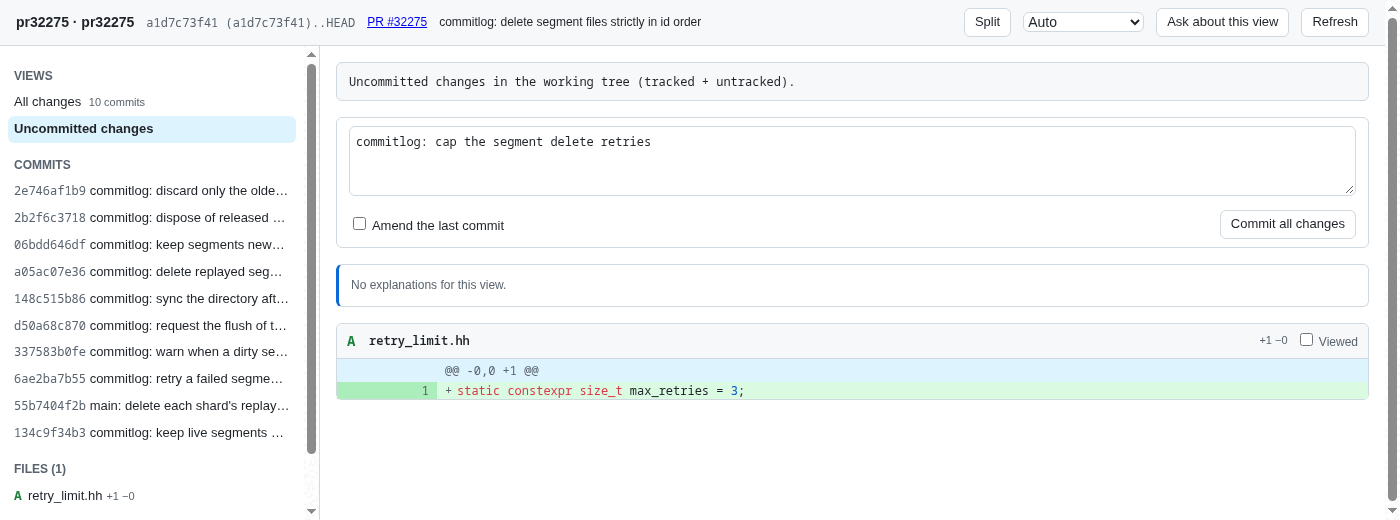 pr32275 · pr32275 a1d7c73f41 (a1d7c73f41)..HEAD PR #32275 commitlog: delete segment files strictly in id order Split Auto Ask about this view Refresh
VIEWS
All changes 10 commits
Uncommitted changes
COMMITS
2e746af1b9 commitlog: discard only the olde…
2b2f6c3718 commitlog: dispose of released …
06bdd646df commitlog: keep segments new…
a05ac07e36 commitlog: delete replayed seg…
148c515b86 commitlog: sync the directory aft…
d50a68c870 commitlog: request the flush of t…
337583b0fe commitlog: warn when a dirty se…
6ae2ba7b55 commitlog: retry a failed segme…
55b7404f2b main: delete each shard's replay…
134c9f34b3 commitlog: keep live segments …
FILES (1)
A retry_limit.hh +1 −0
Uncommitted changes in the working tree (tracked + untracked).
commitlog: cap the segment delete retries
Amend the last commit Commit all changes
No explanations for this view.
A retry_limit.hh +1 −0 Viewed
@@ -0,0 +1 @@
1 + static constexpr size_t max_retries = 3;